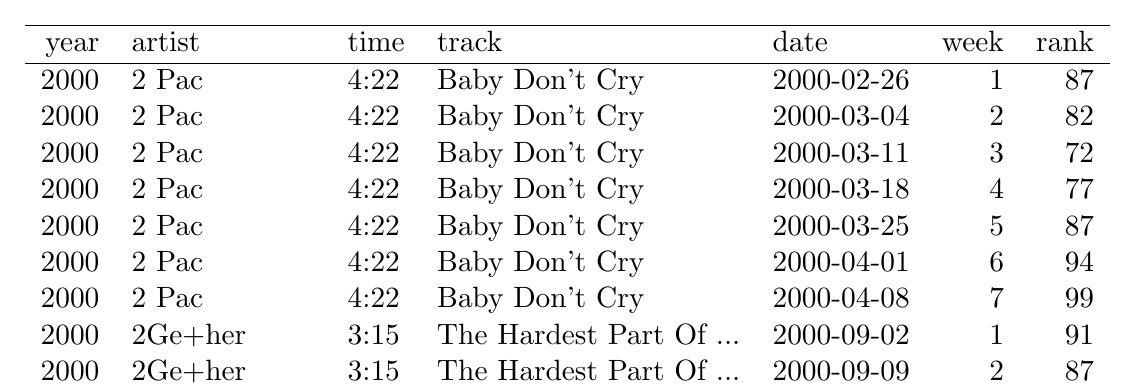 year artist time track date week rank
2000 2 Pac 4:22 Baby Don't Cry 2000-02-26 1 87
2000 2 Pac 4:22 Baby Don't Cry 2000-03-04 2 82
2000 2 Pac 4:22 Baby Don't Cry 2000-03-11 3 72
2000 2 Pac 4:22 Baby Don't Cry 2000-03-18 4 77
2000 2 Pac 4:22 Baby Don't Cry 2000-03-25 5 87
2000 2 Pac 4:22 Baby Don't Cry 2000-04-01 6 94
2000 2 Pac 4:22 Baby Don't Cry 2000-04-08 7 99
2000 2Ge+her 3:15 The Hardest Part Of ... 2000-09-02 1 91
2000 2Ge+her 3:15 The Hardest Part Of ... 2000-09-09 2 87